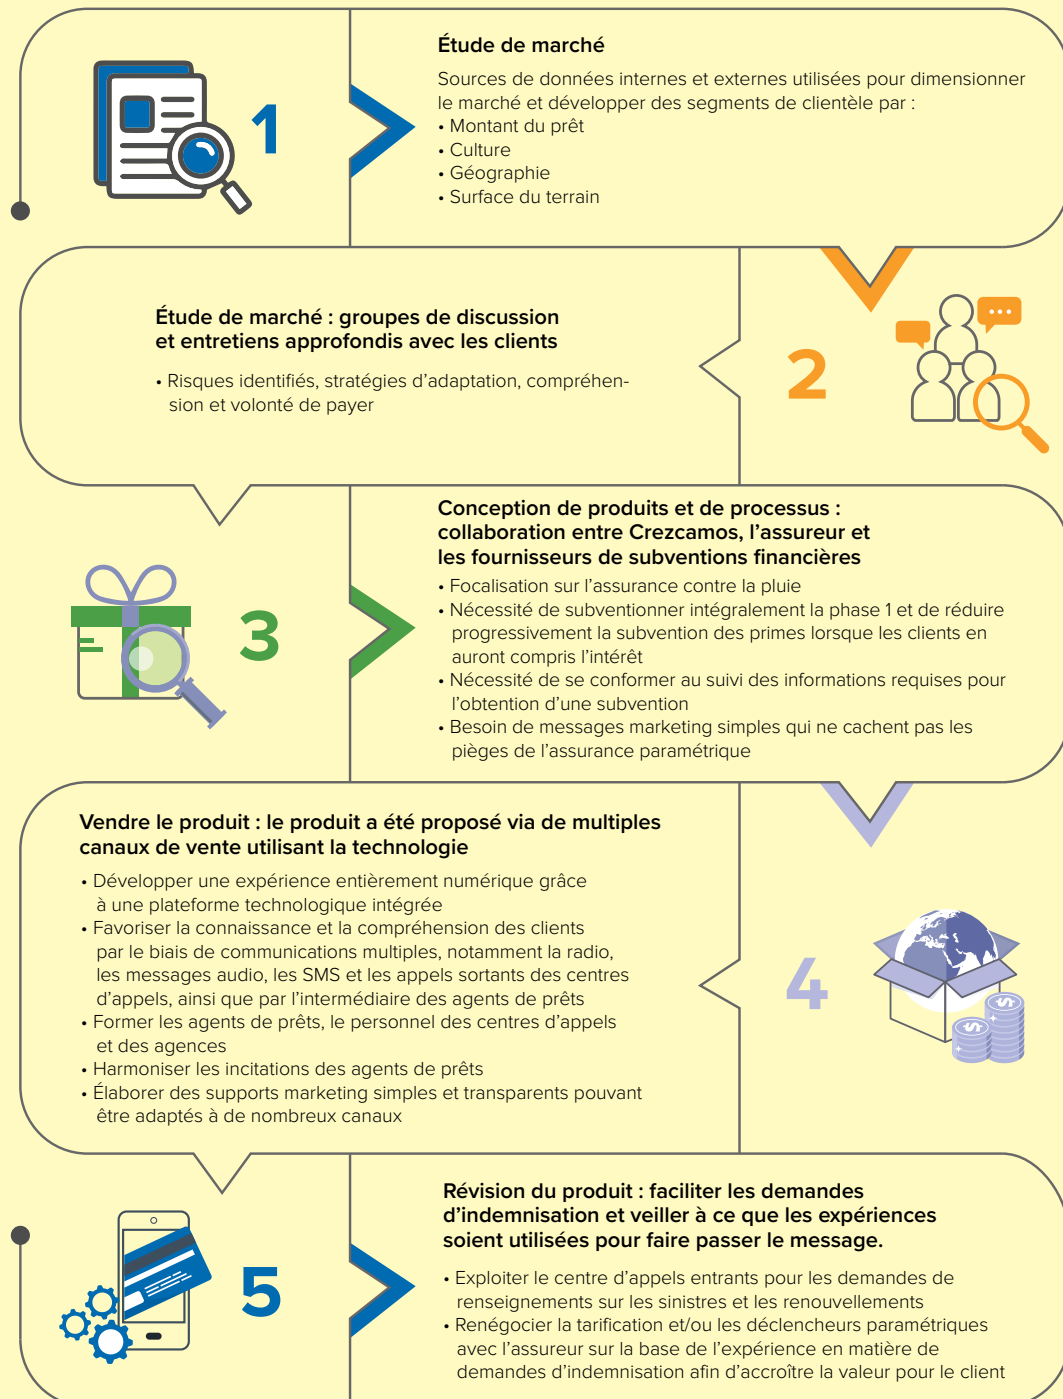 1
Étude de marché
Sources de données internes et externes utilisées pour dimensionner
le marché et développer des segments de clientèle par :
• Montant du prêt
• Culture
• Géographie
• Surface du terrain
Étude de marché : groupes de discussion
et entretiens approfondis avec les clients
• Risques identifiés, stratégies d’adaptation, compréhen-
sion et volonté de payer
2
3
Conception de produits et de processus :
collaboration entre Crezcamos, l’assureur et
les fournisseurs de subventions financières
• Focalisation sur l’assurance contre la pluie
• Nécessité de subventionner intégralement la phase 1 et de réduire
progressivement la subvention des primes lorsque les clients en
auront compris l’intérêt
• Nécessité de se conformer au suivi des informations requises pour
l’obtention d’une subvention
• Besoin de messages marketing simples qui ne cachent pas les
pièges de l’assurance paramétrique
Vendre le produit : le produit a été proposé via de multiples
canaux de vente utilisant la technologie
• Développer une expérience entièrement numérique grâce
à une plateforme technologique intégrée
• Favoriser la connaissance et la compréhension des clients
par le biais de communications multiples, notamment la radio,
les messages audio, les SMS et les appels sortants des centres
d’appels, ainsi que par l’intermédiaire des agents de prêts
• Former les agents de prêts, le personnel des centres d’appels
et des agences
• Harmoniser les incitations des agents de prêts
• Élaborer des supports marketing simples et transparents pouvant
être adaptés à de nombreux canaux
4
$
$
5
Révision du produit : faciliter les demandes
d’indemnisation et veiller à ce que les expériences
soient utilisées pour faire passer le message.
• Exploiter le centre d’appels entrants pour les demandes de
renseignements sur les sinistres et les renouvellements
• Renégocier la tarification et/ou les déclencheurs paramétriques
avec l’assureur sur la base de l’expérience en matière de
demandes d’indemnisation afin d’accroître la valeur pour le client